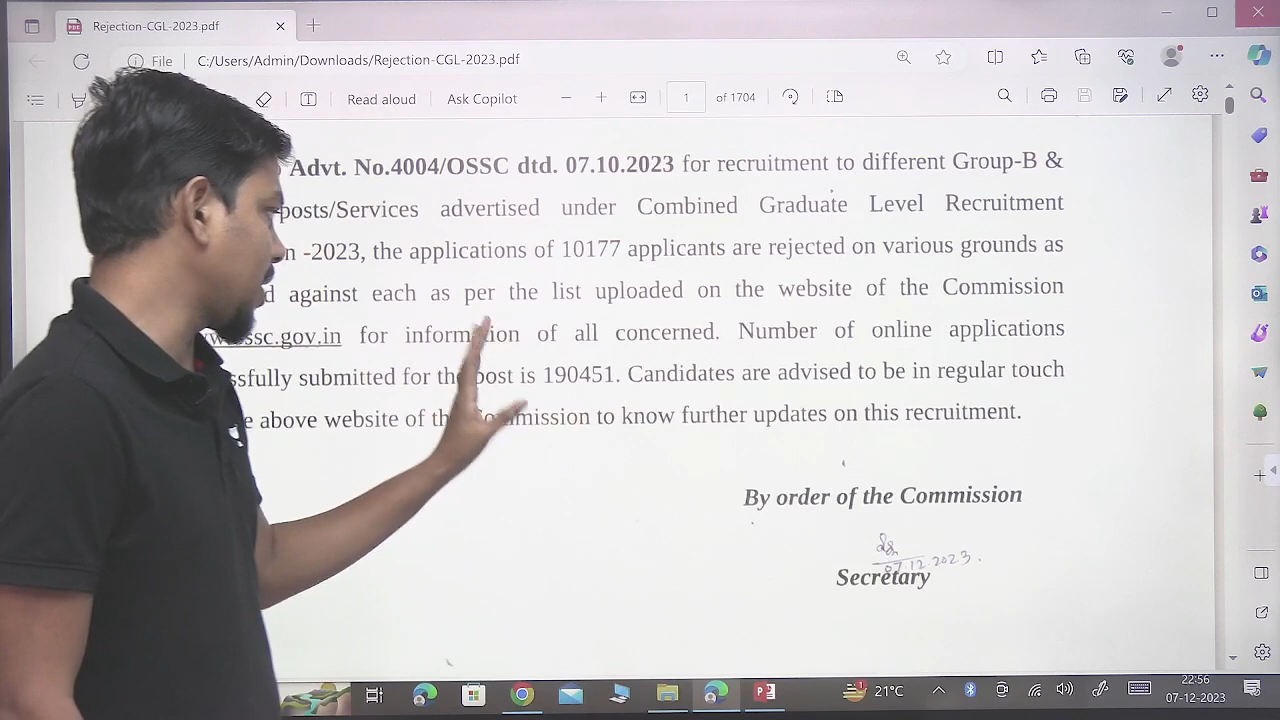 Rejection-CGL-2023.pdf
File
C:/Users/Admin/Downloads/Rejection-CGL-2023.pdf
Read aloud
Ask Copilot
1
of 1704
Advt. No.4004/OSSC dtd. 07.10.2023 for recruitment to different Group-B &
posts/Services advertised under Combined Graduate Level Recruitment
-2023, the applications of 10177 applicants are rejected on various grounds as
against each as per the list uploaded on the website of the Commission
ossc.gov.in for information of all concerned. Number of online applications
submitted for the post is 190451. Candidates are advised to be in regular touch
above website of the Commission to know further updates on this recruitment.
By order of the Commission
07.12.2023.
Secretary
21°C
22:56
07-12-2023